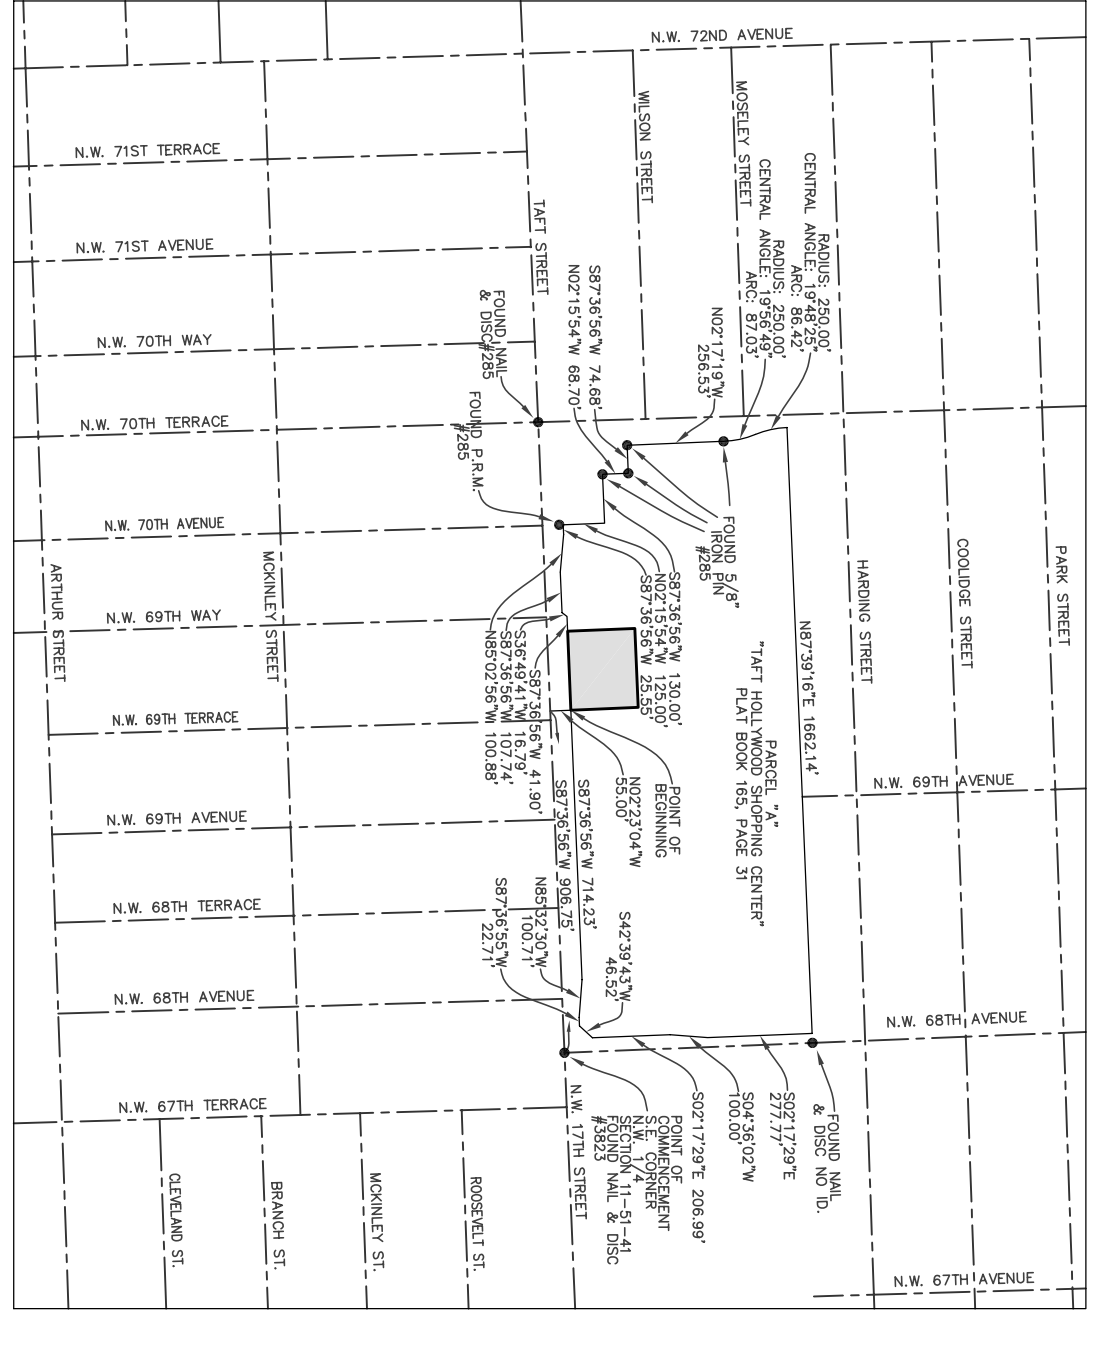 N.W. 72ND AVENUE
WILSON STREET
MOSELEY STREET
N.W. 71ST TERRACE
N.W. 71ST AVENUE
N.W. 70TH WAY
N.W. 70TH TERRACE
N.W. 70TH AVENUE
N.W. 69TH WAY
N.W. 69TH TERRACE
N.W. 69TH AVENUE
N.W. 68TH TERRACE
N.W. 68TH AVENUE
N.W. 67TH TERRACE
TAFT STREET
RADIUS: 250.00'
CENTRAL ANGLE: 19°48'25"
ARC: 86.42'
RADIUS: 250.00'
CENTRAL ANGLE: 19°56'49"
ARC: 87.03'
N02°17'19"W
256.53'
S87°36'56"W 74.68'
N02°15'54"W 68.70'
FOUND NAIL
& DISC#285
FOUND P.R.M.
#285
FOUND 5/8"
IRON PIN
#285
S87°36'56"W 130.00'
N02°15'54"W 125.00'
S87°36'56"W 25.55'
S87°36'56"W 41.90'
S36°49'41"W 16.79'
S87°36'56"W 107.74'
N85°02'56"W 100.88'
ARTHUR STREET
MCKINLEY STREET
HARDING STREET
COOLIDGE STREET
PARK STREET
N87°39'16"E 1662.14'
PARCEL "A"
"TAFT HOLLYWOOD SHOPPING CENTER"
PLAT BOOK 165, PAGE 31
POINT OF
BEGINNING
N02°23'04"W
55.00'
S87°36'56"W 714.23'
S87°36'56"W 906.75'
N.W. 69TH AVENUE
S42°39'43"W
46.52'
N85°32'30"W
100.71'
S87°36'55"W
22.71'
N.W. 68TH AVENUE
FOUND NAIL
& DISC NO ID.
S02°17'29"E
277.77'
S04°36'02"W
100.00'
S02°17'29"E 206.99'
POINT OF
COMMENCEMENT
S.E. CORNER
N.W. 1/4
SECTION 11-51-41
FOUND NAIL & DISC
#3823
N.W. 17TH STREET
ROOSEVELT ST.
MCKINLEY ST.
BRANCH ST.
CLEVELAND ST.
N.W. 67TH AVENUE